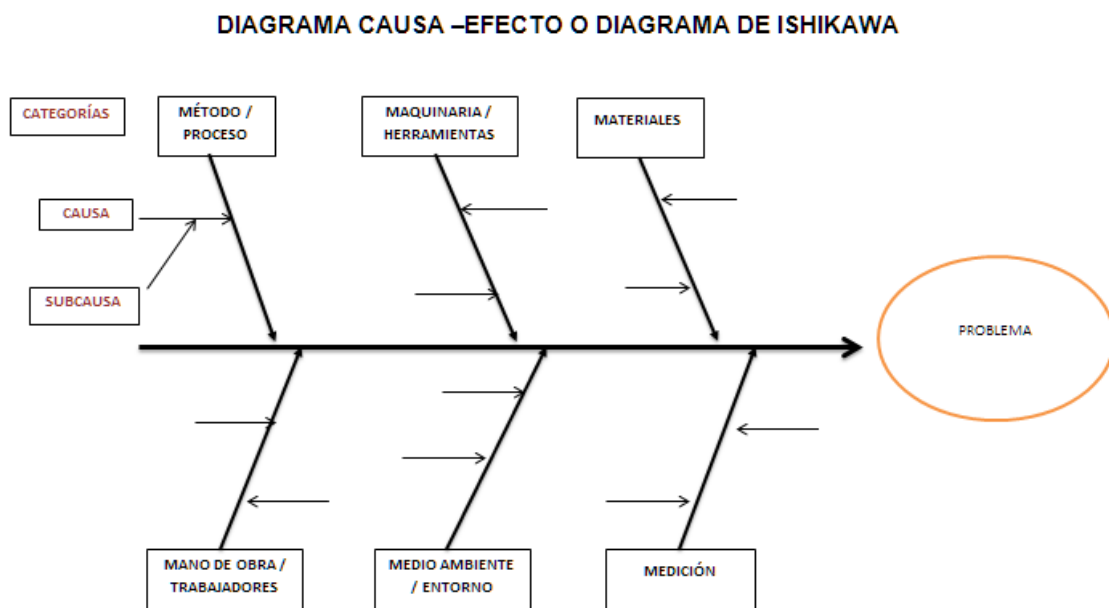 DIAGRAMA CAUSA –EFECTO O DIAGRAMA DE ISHIKAWA
CATEGORÍAS
MÉTODO /
PROCESO
MAQUINARIA /
HERRAMIENTAS
MATERIALES
CAUSA
SUBCAUSA
PROBLEMA
MANO DE OBRA /
TRABAJADORES
MEDIO AMBIENTE
/ ENTORNO
MEDICIÓN